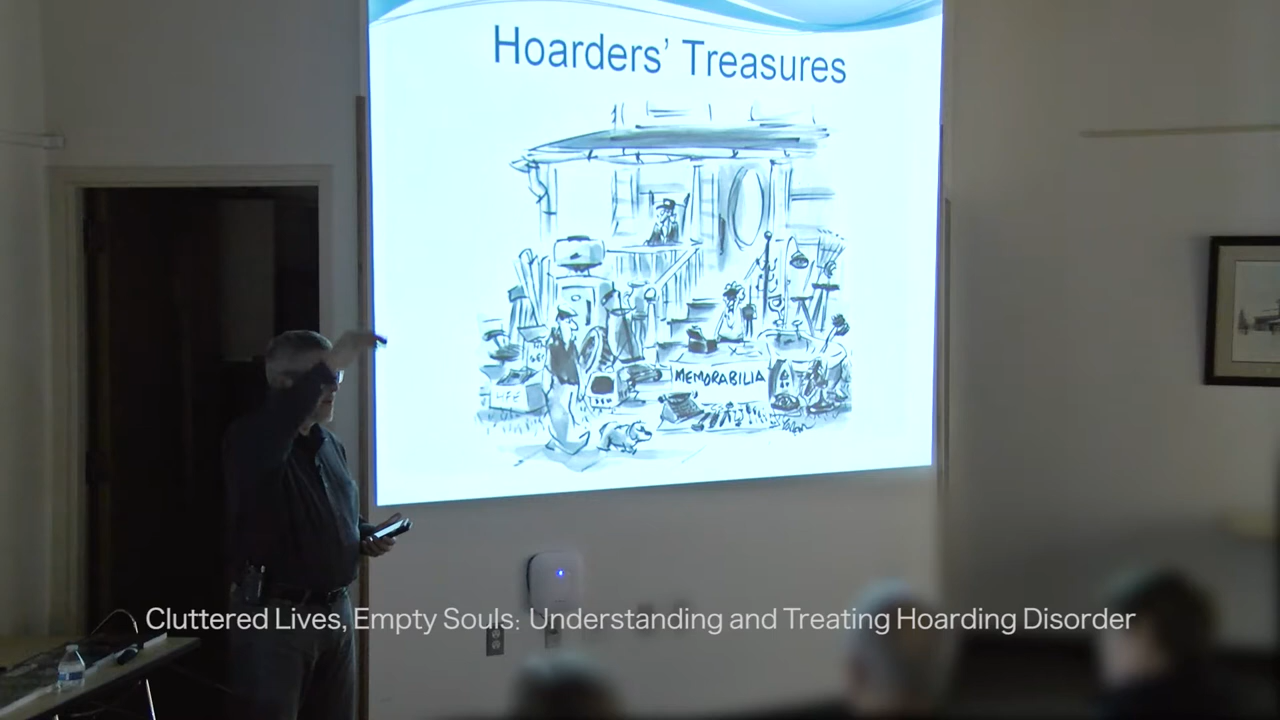 Hoarders’ Treasures
MEMORABILIA
Cluttered Lives, Empty Souls: Understanding and Treating Hoarding Disorder